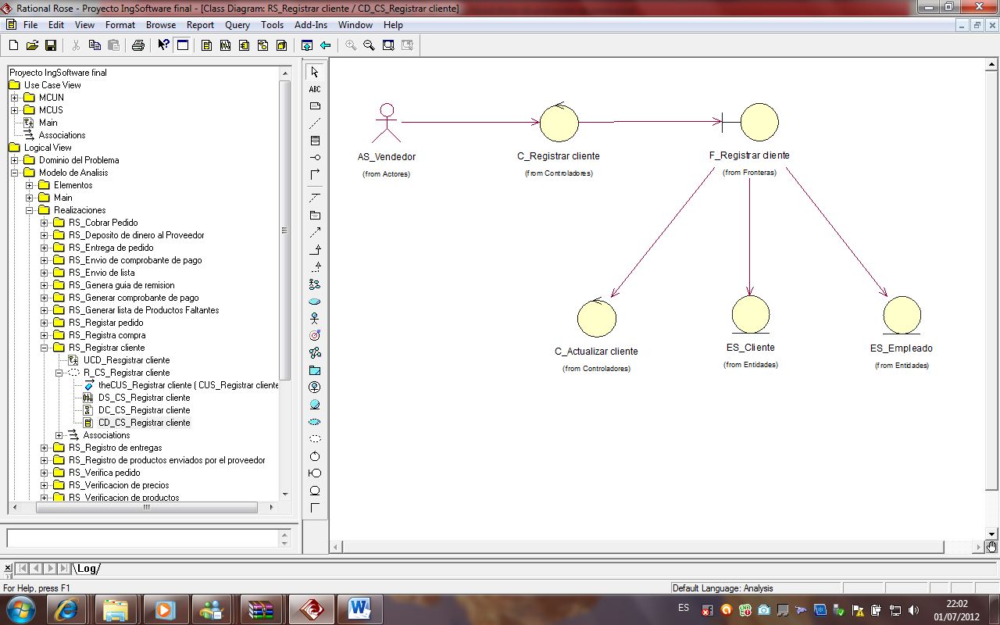 Rational Rose - Proyecto IngSoftware final - [Class Diagram: RS_Registrar cliente / CD_CS_Registrar cliente]
File Edit View Format Browse Report Query Tools Add-Ins Window Help
Proyecto IngSoftware final
Use Case View
MCUN
MCUS
Main
Associations
Logical View
Dominio del Problema
Modelo de Analisis
Elementos
Main
Realizaciones
RS_Cobrar Pedido
RS_Deposito de dinero al Proveedor
RS_Entrega de pedido
RS_Envio de comprobante de pago
RS_Envio de lista
RS_Genera guia de remision
RS_Generar comprobante de pago
RS_Generar lista de Productos Faltantes
RS_Registar pedido
RS_Registra compra
RS_Registrar cliente
UCD_Resgistrar cliente
R_CS_Registrar cliente
theCUS_Registrar cliente ( CUS_Registrar cliente
DS_CS_Registrar cliente
DC_CS_Registrar cliente
CD_CS_Registrar cliente
Associations
RS_Registro de entregas
RS_Registro de productos enviados por el proveedor
RS_Verifica pedido
RS_Verificacion de precios
RS_Verificacion de productos
ABC
AS_Vendedor
(from Actores)
C_Registrar cliente
(from Controladores)
F_Registrar cliente
(from Fronteras)
C_Actualizar cliente
(from Controladores)
ES_Cliente
(from Entidades)
ES_Empleado
(from Entidades)
Log
For Help, press F1
Default Language: Analysis
ES
22:02
01/07/2012